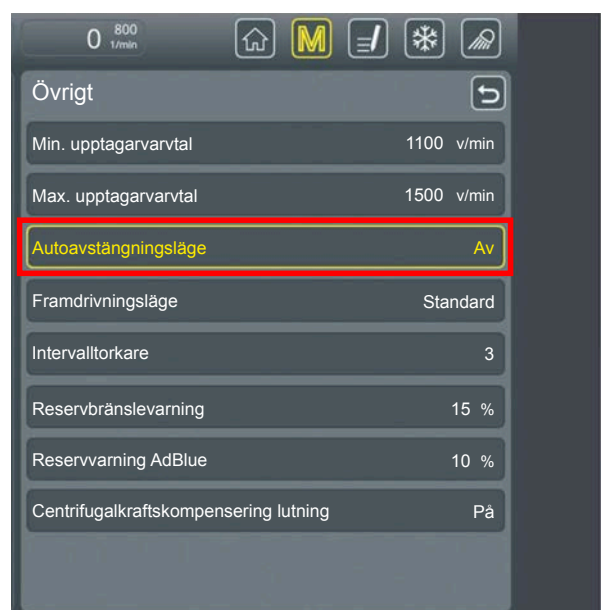 0 800 1/min M
Övrigt
Min. upptagarvarvtal 1100 v/min
Max. upptagarvarvtal 1500 v/min
Autoavstängningsläge Av
Framdrivningsläge Standard
Intervalltorkare 3
Reservbränslevarning 15 %
Reservvarning AdBlue 10 %
Centrifugalkraftskompensering lutning På